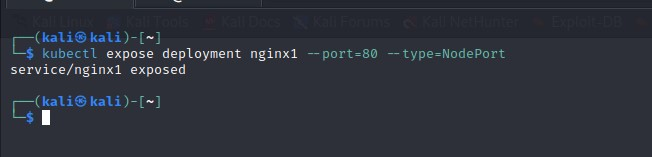 Kali Linux Kali Tools Kali Docs Kali Forums Kali NetHunter Exploit-DB
┌──(kali㉿kali)-[~]
└─$ kubectl expose deployment nginx1 --port=80 --type=NodePort
service/nginx1 exposed
┌──(kali㉿kali)-[~]
└─$